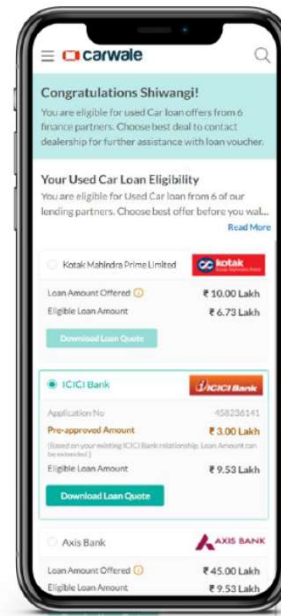 carwale
Congratulations Shiwangi!
You are eligible for used Car loan offers from 6
finance partners. Choose best deal to contact
dealership for further assistance with loan voucher.
Your Used Car Loan Eligibility
You are eligible for Used Car loan from 6 of our
lending partners. Choose best offer before you wal...
Read More
Kotak Mahindra Prime Limited
kotak
Loan Amount Offered ₹ 10.00 Lakh
Eligible Loan Amount ₹ 6.73 Lakh
Download Loan Quote
ICICI Bank
ICICI Bank
Application No 458236141
Pre-approved Amount ₹ 3.00 Lakh
(Based on your existing ICICI Bank relationship. Loan Amount can
be extended.)
Eligible Loan Amount ₹ 9.53 Lakh
Download Loan Quote
Axis Bank
AXIS BANK
Loan Amount Offered ₹ 45.00 Lakh
Eligible Loan Amount ₹ 9.53 Lakh